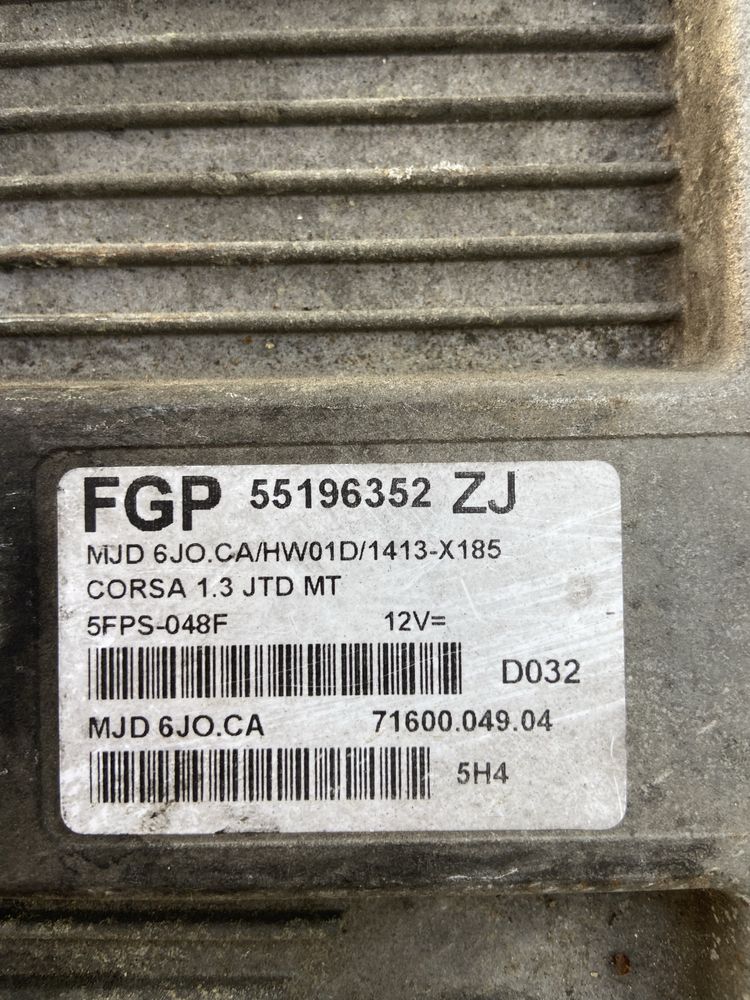 FGP 55196352 ZJ
MJD 6JO.CA/HW01D/1413-X185
CORSA 1.3 JTD MT
5FPS-048F 12V=
D032
MJD 6JO.CA 71600.049.04
5H4